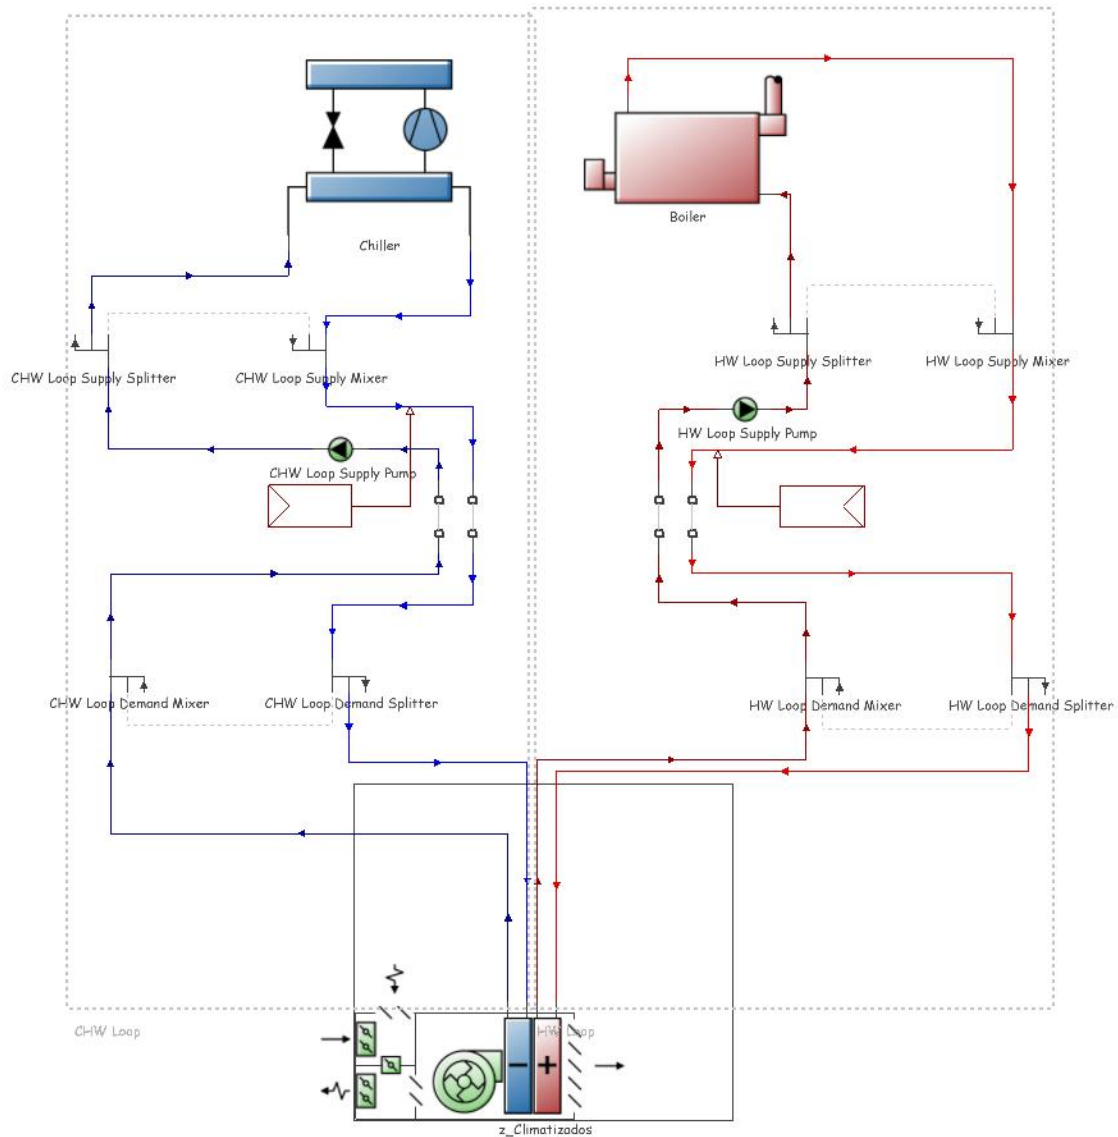 Boiler
Chiller
HW Loop Supply Splitter
HW Loop Supply Mixer
CHW Loop Supply Splitter
CHW Loop Supply Mixer
HW Loop Supply Pump
CHW Loop Supply Pump
CHW Loop Demand Mixer
CHW Loop Demand Splitter
HW Loop Demand Mixer
HW Loop Demand Splitter
CHW Loop
HW Loop
z_Climatizados